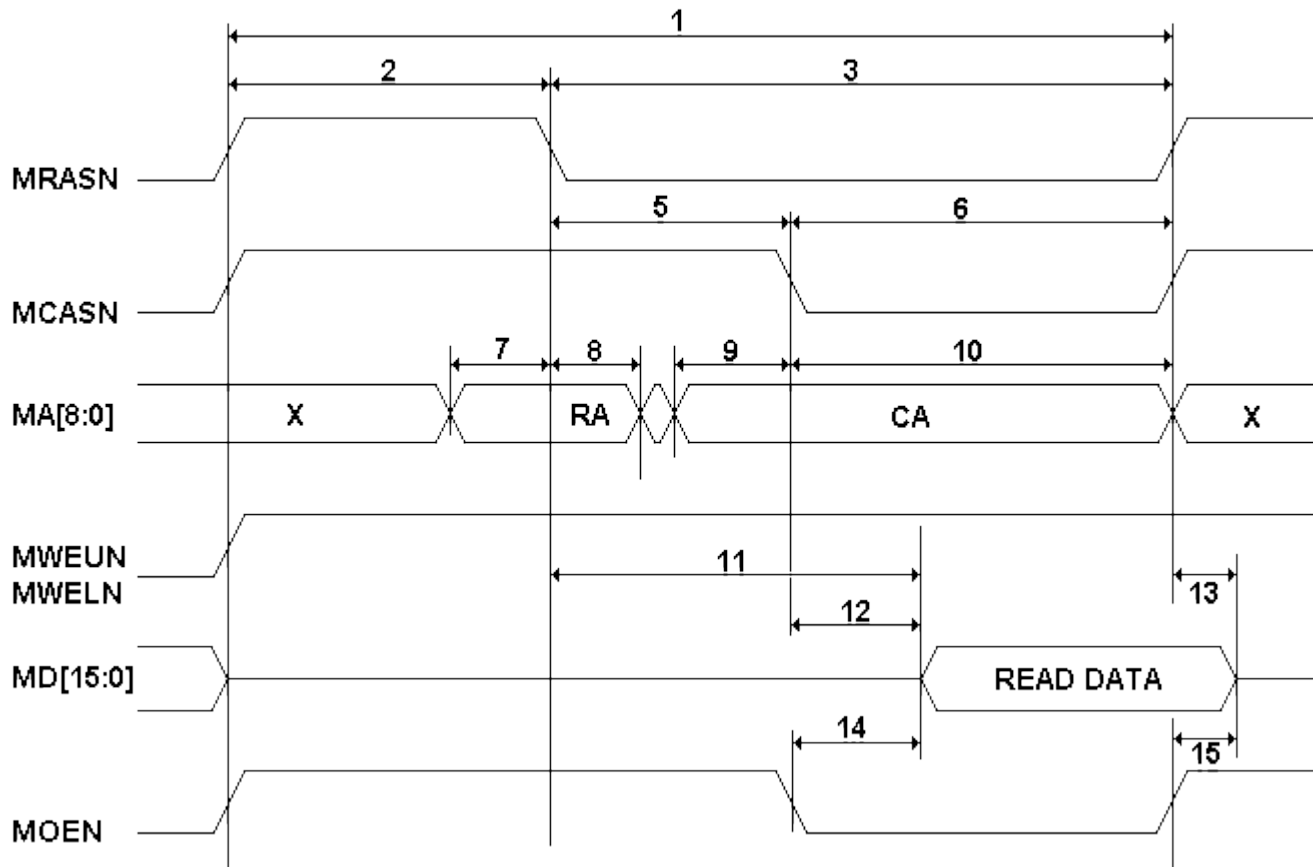 1
2 3
MRASN
5 6
MCASN
7 8 9 10
MA[8:0] X RA CA X
MWEUN
MWELN
11 13
12
MD[15:0] READ DATA
14 15
MOEN